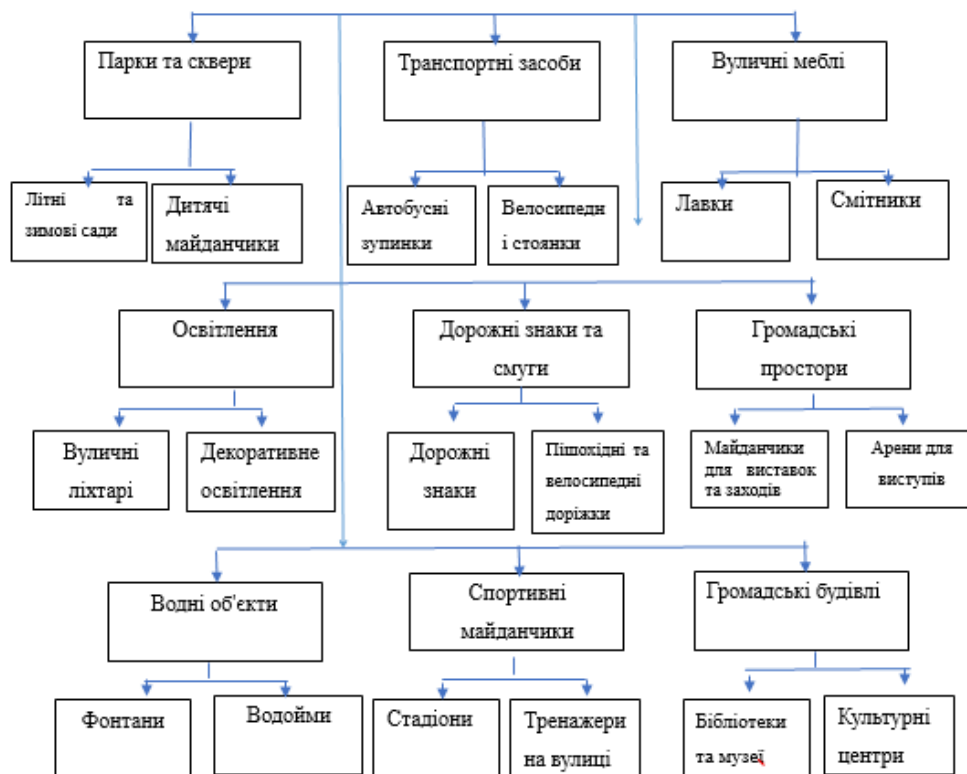 Парки та сквери
Транспортні засоби
Вуличні меблі
Літні та
зимові сади
Дитячі
майданчики
Автобусні
зупинки
Велосипедн
і стоянки
Лавки
Смітники
Освітлення
Дорожні знаки та
смуги
Громадські
простори
Вуличні
ліхтарі
Декоративне
освітлення
Дорожні
знаки
Пішохідні та
велосипедні
доріжки
Майданчики
для виставок
та заходів
Арени для
виступів
Водні об'єкти
Спортивні
майданчики
Громадські будівлі
Фонтани
Водойми
Стадіони
Тренажери
на вулиці
Бібліотеки
та музеї
Культурні
центри